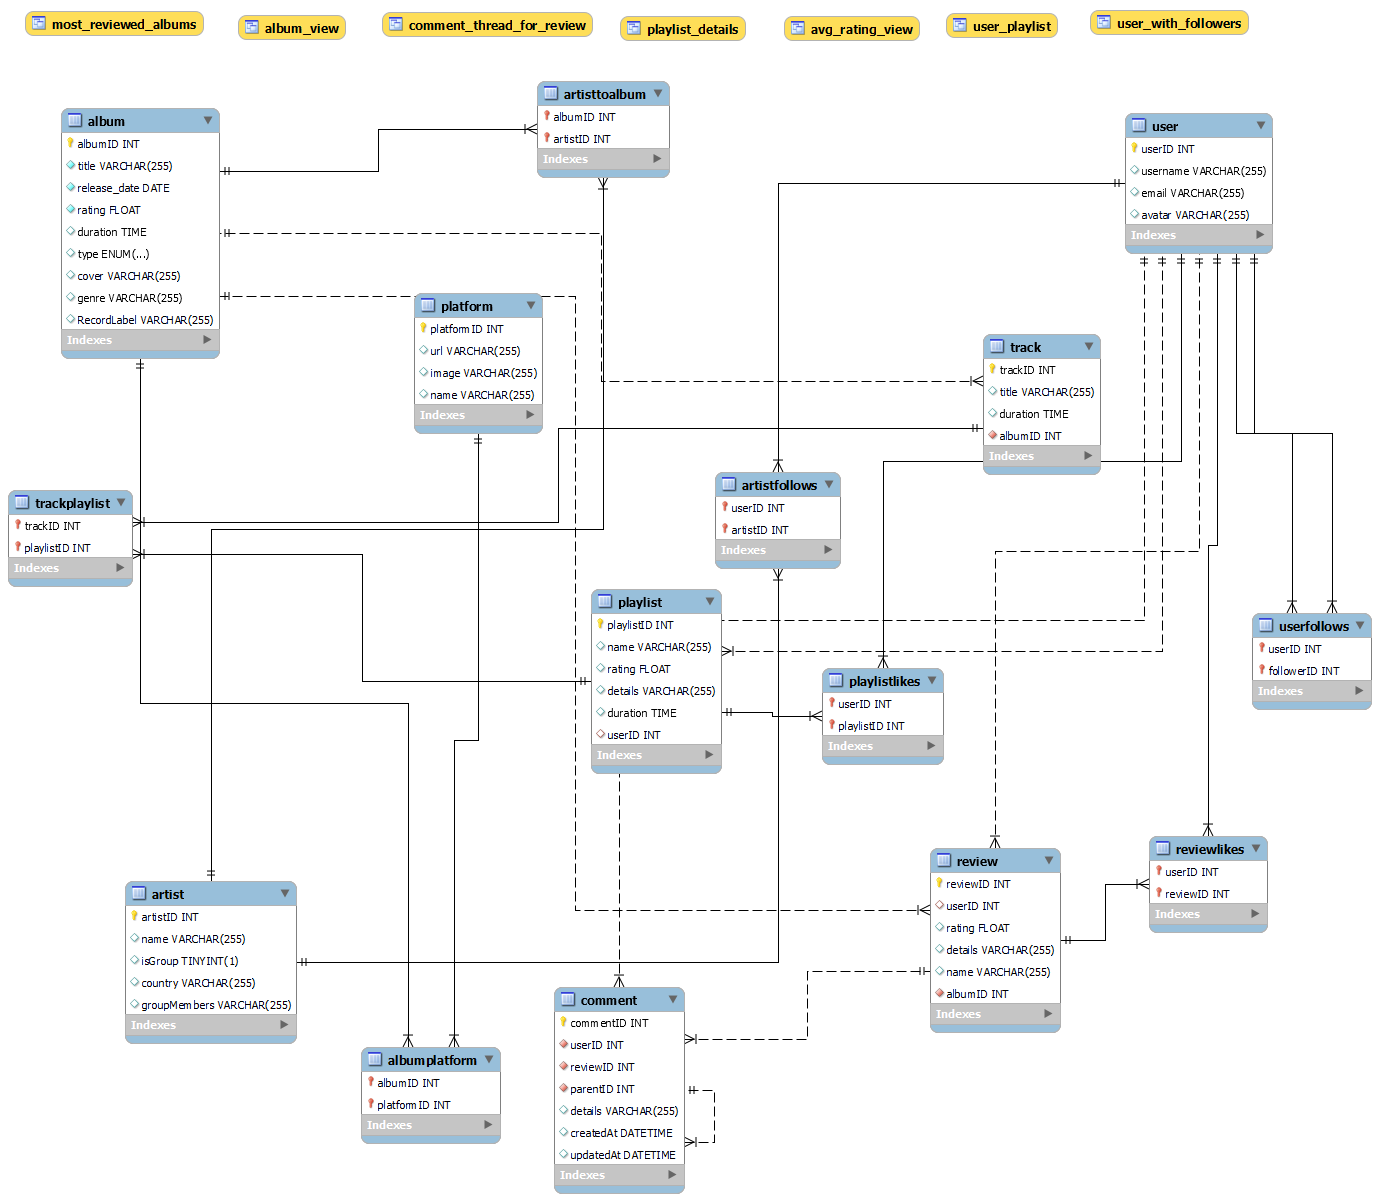 most_reviewed_albums
album_view
comment_thread_for_review
playlist_details
avg_rating_view
user_playlist
user_with_followers
album
albumID INT
title VARCHAR(255)
release_date DATE
rating FLOAT
duration TIME
type ENUM(...)
cover VARCHAR(255)
genre VARCHAR(255)
RecordLabel VARCHAR(255)
Indexes
artisttoalbum
albumID INT
artistID INT
Indexes
user
userID INT
username VARCHAR(255)
email VARCHAR(255)
avatar VARCHAR(255)
Indexes
platform
platformID INT
url VARCHAR(255)
image VARCHAR(255)
name VARCHAR(255)
Indexes
track
trackID INT
title VARCHAR(255)
duration TIME
albumID INT
Indexes
trackplaylist
trackID INT
playlistID INT
Indexes
artistfollows
userID INT
artistID INT
Indexes
playlist
playlistID INT
name VARCHAR(255)
rating FLOAT
details VARCHAR(255)
duration TIME
userID INT
Indexes
userfollows
userID INT
followerID INT
Indexes
playlistlikes
userID INT
playlistID INT
Indexes
reviewlikes
userID INT
reviewID INT
Indexes
review
reviewID INT
userID INT
rating FLOAT
details VARCHAR(255)
name VARCHAR(255)
albumID INT
Indexes
artist
artistID INT
name VARCHAR(255)
isGroup TINYINT(1)
country VARCHAR(255)
groupMembers VARCHAR(255)
Indexes
comment
commentID INT
userID INT
reviewID INT
parentID INT
details VARCHAR(255)
createdAt DATETIME
updatedAt DATETIME
Indexes
albumplatform
albumID INT
platformID INT
Indexes